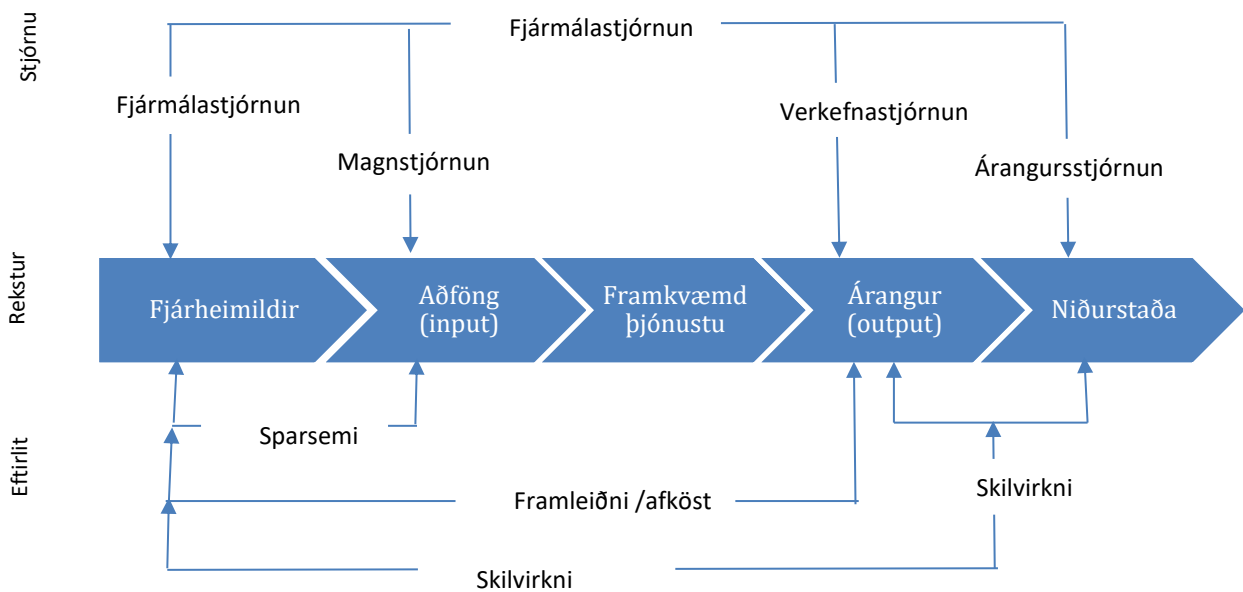 Stjórnu
Fjármálastjórnun
Fjármálastjórnun
Verkefnastjórnun
Magnstjórnun
Árangursstjórnun
Rekstur
Fjárheimildir
Aðföng
(input)
Framkvæmd
þjónustu
Árangur
(output)
Niðurstaða
Eftirlit
Sparsemi
Framleiðni /afköst
Skilvirkni
Skilvirkni